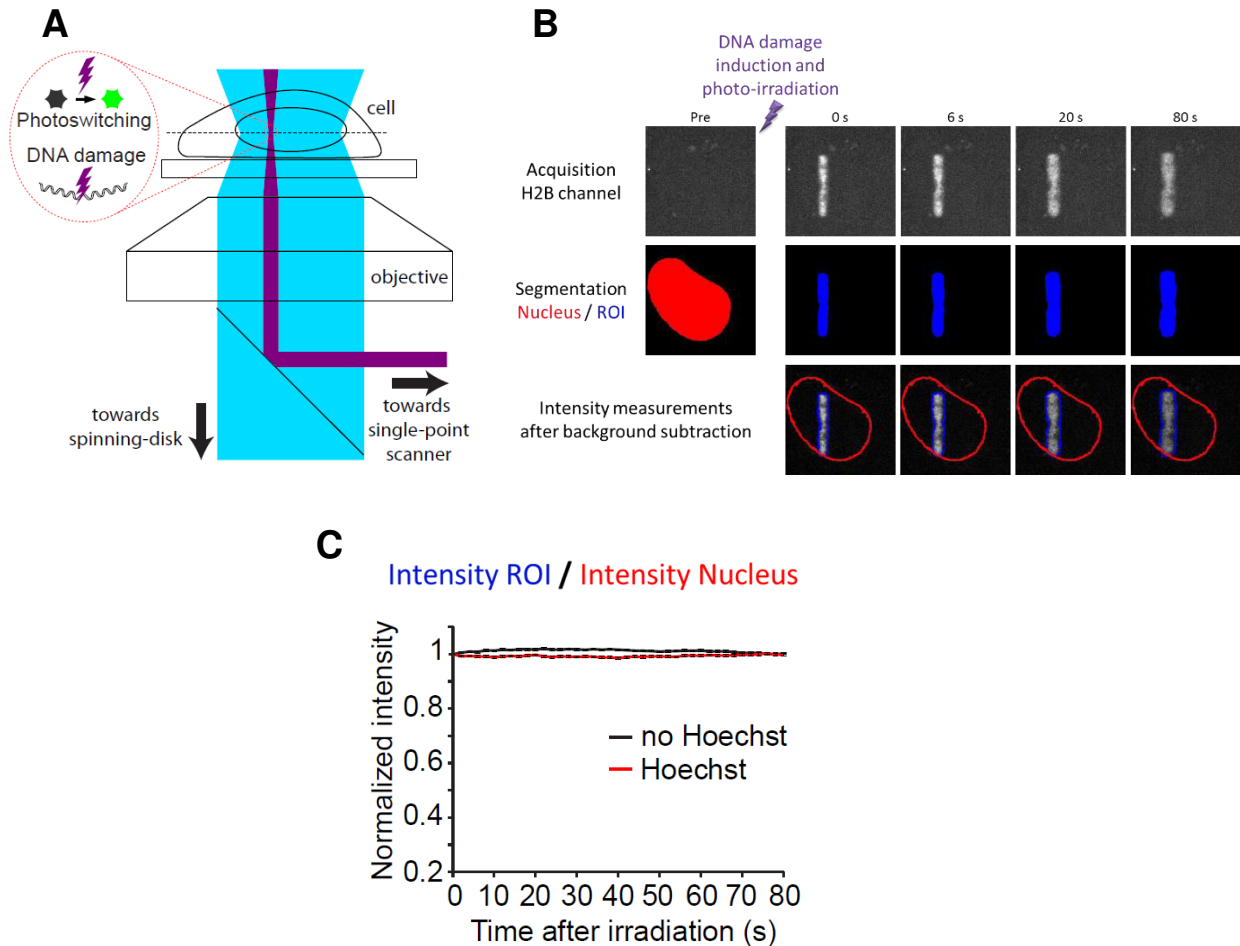 A
Photoswitching
DNA damage
cell
objective
towards
spinning-disk
towards
single-point
scanner
B
DNA damage
induction and
photo-irradiation
Pre
0 s
6 s
20 s
80 s
Acquisition
H2B channel
Segmentation
Nucleus / ROI
Intensity measurements
after background subtraction
C
Intensity ROI / Intensity Nucleus
Normalized intensity
1
0.8
0.6
0.4
0.2
no Hoechst
Hoechst
0 10 20 30 40 50 60 70 80
Time after irradiation (s)